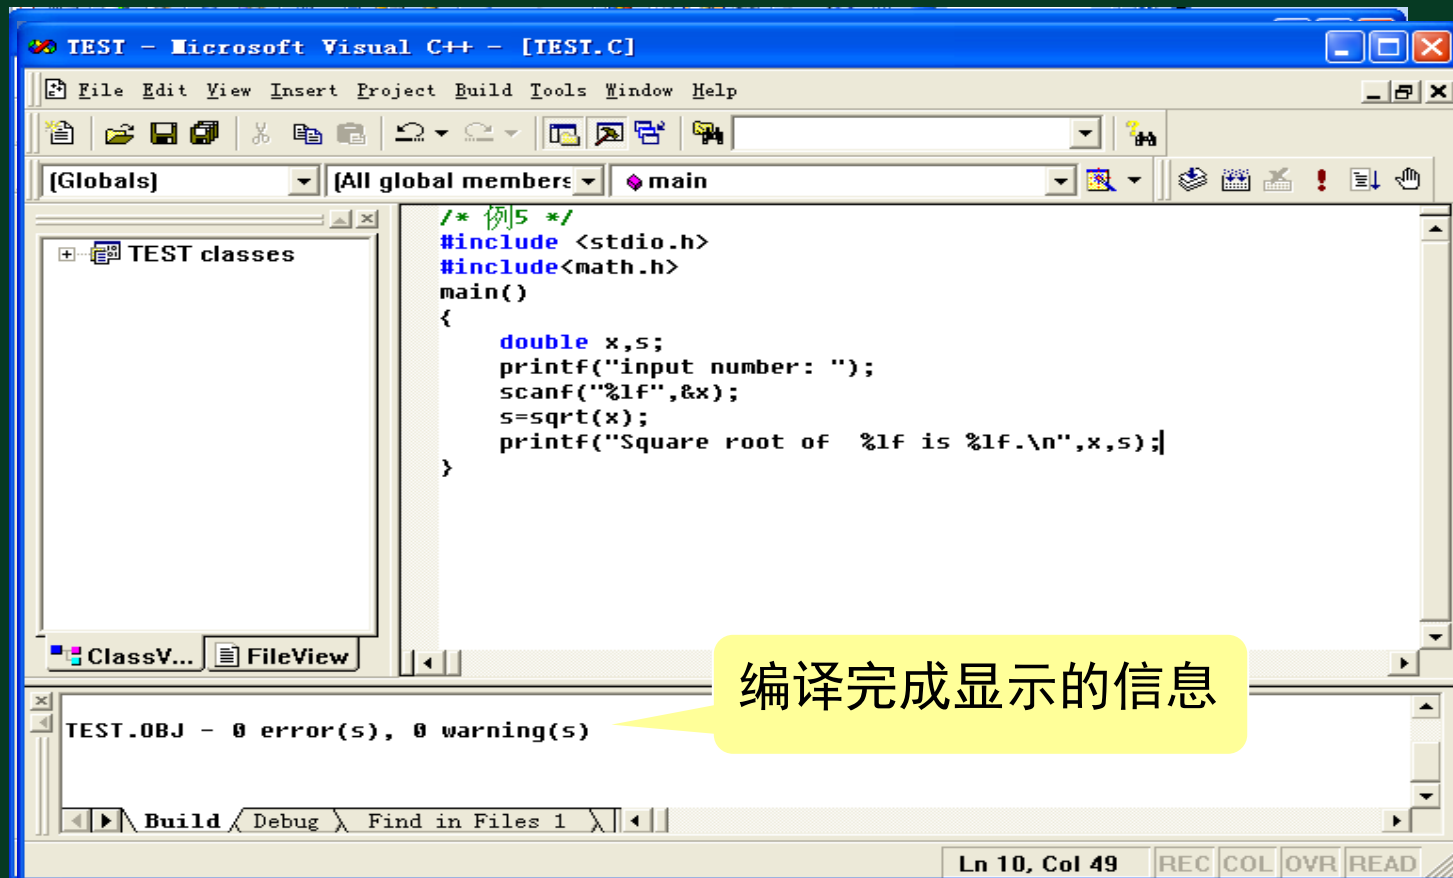 TEST - Microsoft Visual C++ - [TEST.C]
File Edit View Insert Project Build Tools Window Help
(Globals) (All global members main
TEST classes
/* 例5 */
#include <stdio.h>
#include<math.h>
main()
{
double x,s;
printf("input number: ");
scanf("%lf",&x);
s=sqrt(x);
printf("Square root of  %lf is %lf.\n",x,s);
}
ClassV... FileView
编译完成显示的信息
TEST.OBJ - 0 error(s), 0 warning(s)
Build Debug Find in Files 1
Ln 10, Col 49 REC COL OVR READ